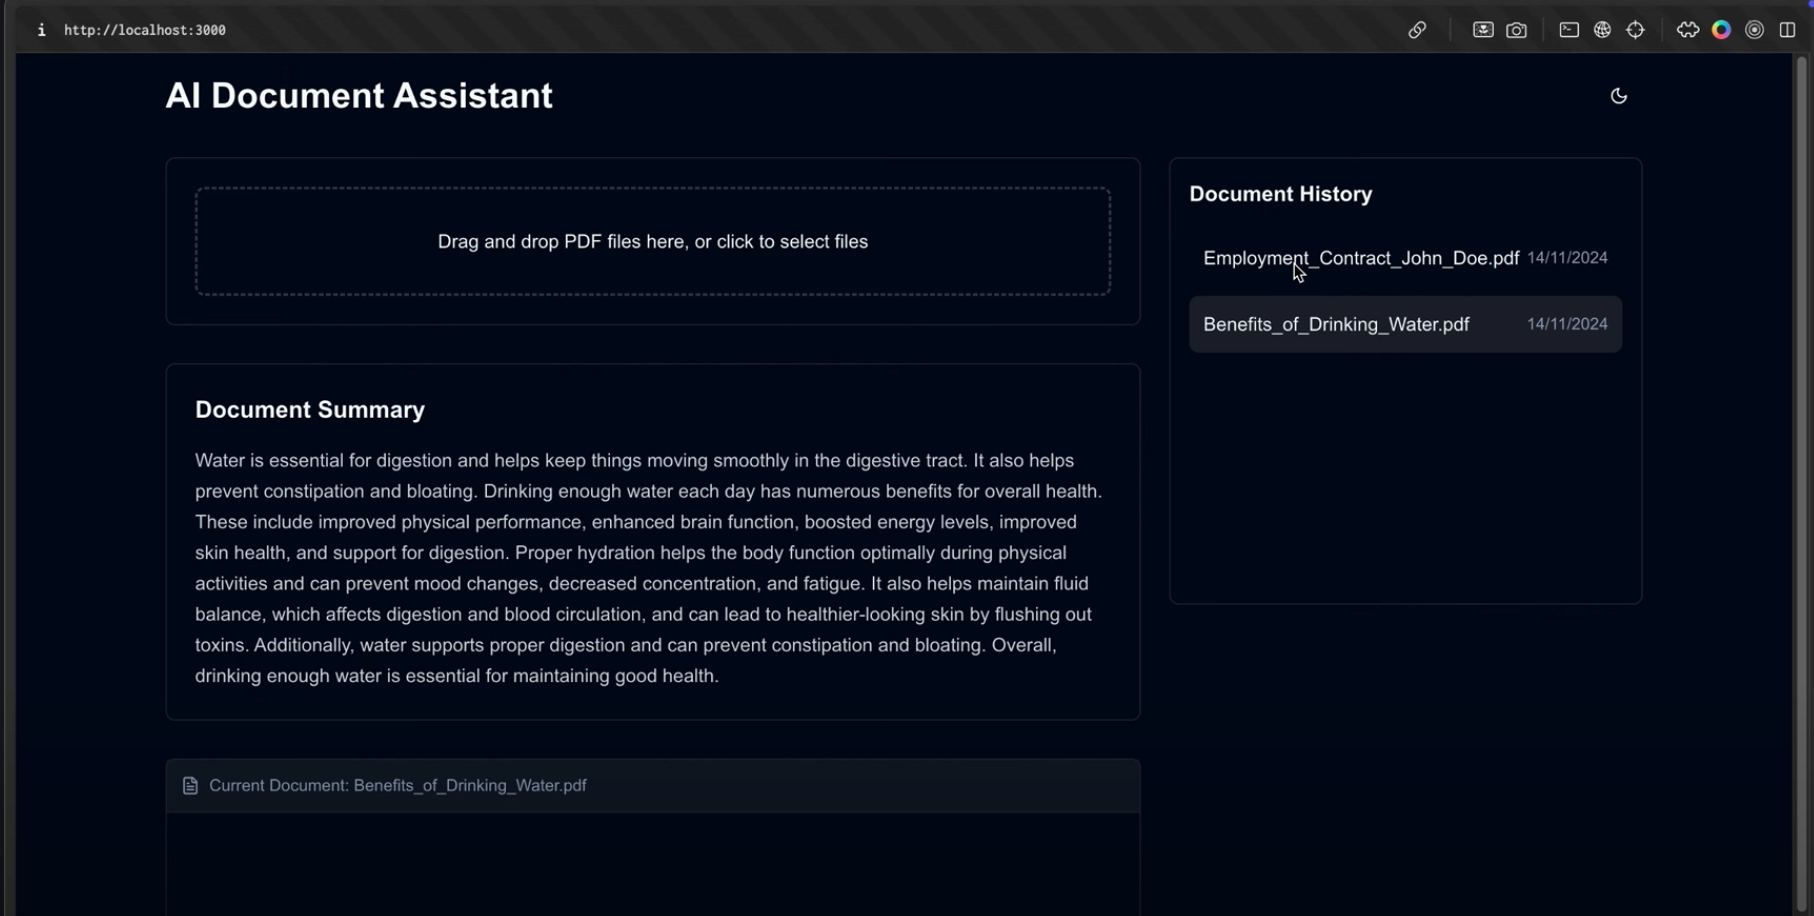 http://localhost:3000
AI Document Assistant
Drag and drop PDF files here, or click to select files
Document History
Employment_Contract_John_Doe.pdf 14/11/2024
Benefits_of_Drinking_Water.pdf 14/11/2024
Document Summary
Water is essential for digestion and helps keep things moving smoothly in the digestive tract. It also helps
prevent constipation and bloating. Drinking enough water each day has numerous benefits for overall health.
These include improved physical performance, enhanced brain function, boosted energy levels, improved
skin health, and support for digestion. Proper hydration helps the body function optimally during physical
activities and can prevent mood changes, decreased concentration, and fatigue. It also helps maintain fluid
balance, which affects digestion and blood circulation, and can lead to healthier-looking skin by flushing out
toxins. Additionally, water supports proper digestion and can prevent constipation and bloating. Overall,
drinking enough water is essential for maintaining good health.
Current Document: Benefits_of_Drinking_Water.pdf